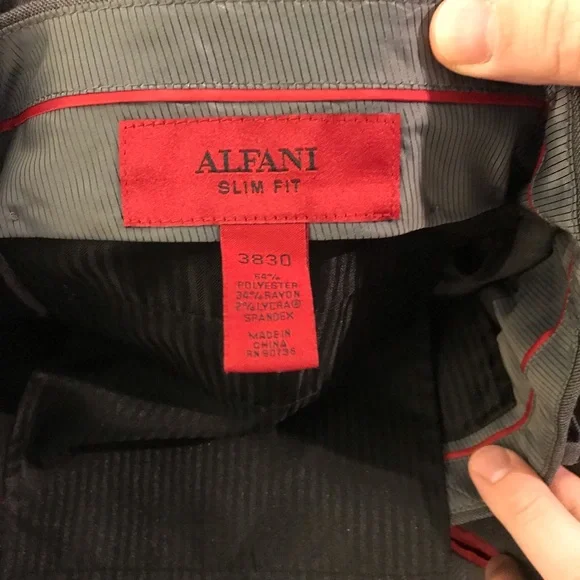 ALFANI
SLIM FIT
3830
64%
POLYESTER
34% RAYON
2% LYCRA®
SPANDEX
MADE IN
CHINA